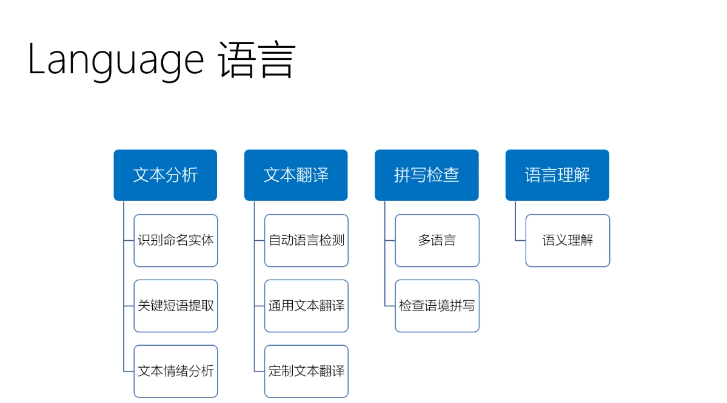 Language 语言
文本分析
识别命名实体
关键短语提取
文本情绪分析
文本翻译
自动语言检测
通用文本翻译
定制文本翻译
拼写检查
多语言
检查语境拼写
语言理解
语义理解